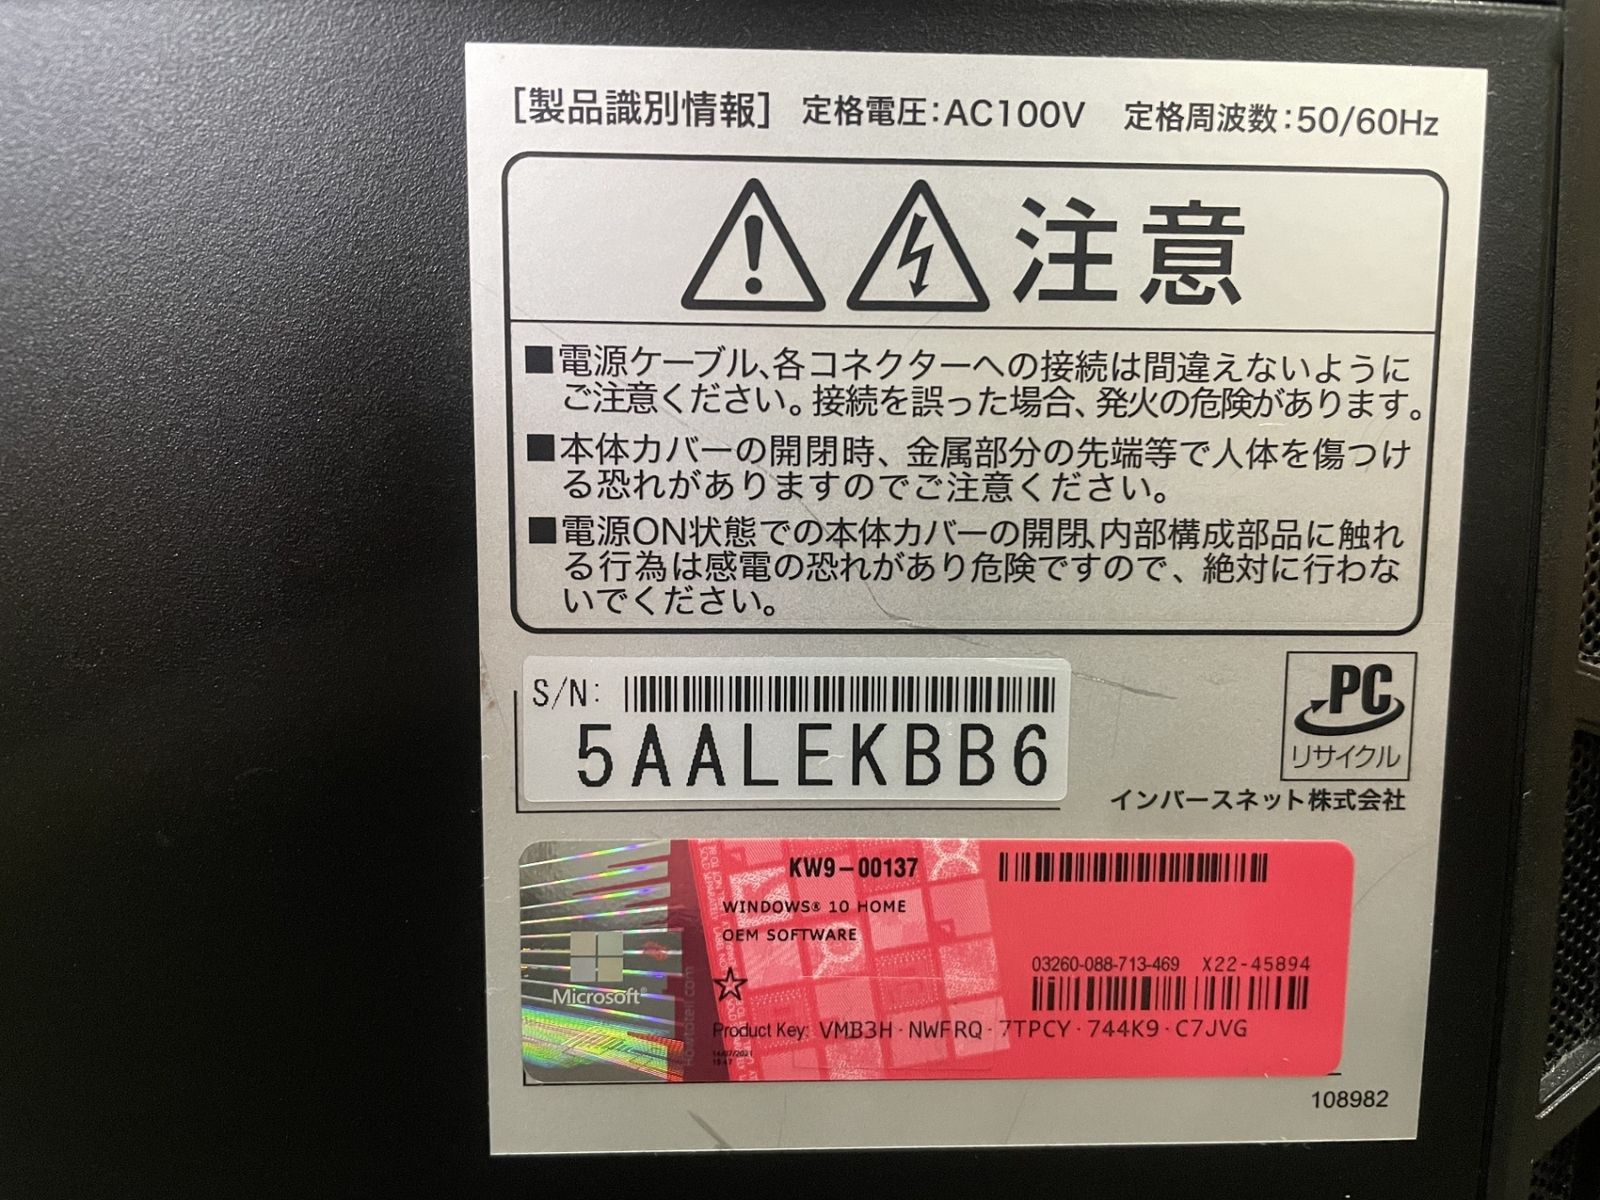 [製品識別情報] 定格電圧:AC100V 定格周波数:50/60Hz
注意
■電源ケーブル、各コネクターへの接続は間違えないように
ご注意ください。接続を誤った場合、発火の危険があります。
■本体カバーの開閉時、金属部分の先端等で人体を傷つけ
る恐れがありますのでご注意ください。
■電源ON状態での本体カバーの開閉、内部構成部品に触れ
る行為は感電の恐れがあり危険ですので、絶対に行わな
いでください。
S/N:
5AALEKBB6
PC
リサイクル
インバースネット株式会社
KW9-00137
WINDOWS® 10 HOME
OEM SOFTWARE
03260-088-713-469 X22-45894
Microsoft®
Product Key: VMB3H-NWFRQ-7TPCY-744K9-C7JVG
108982